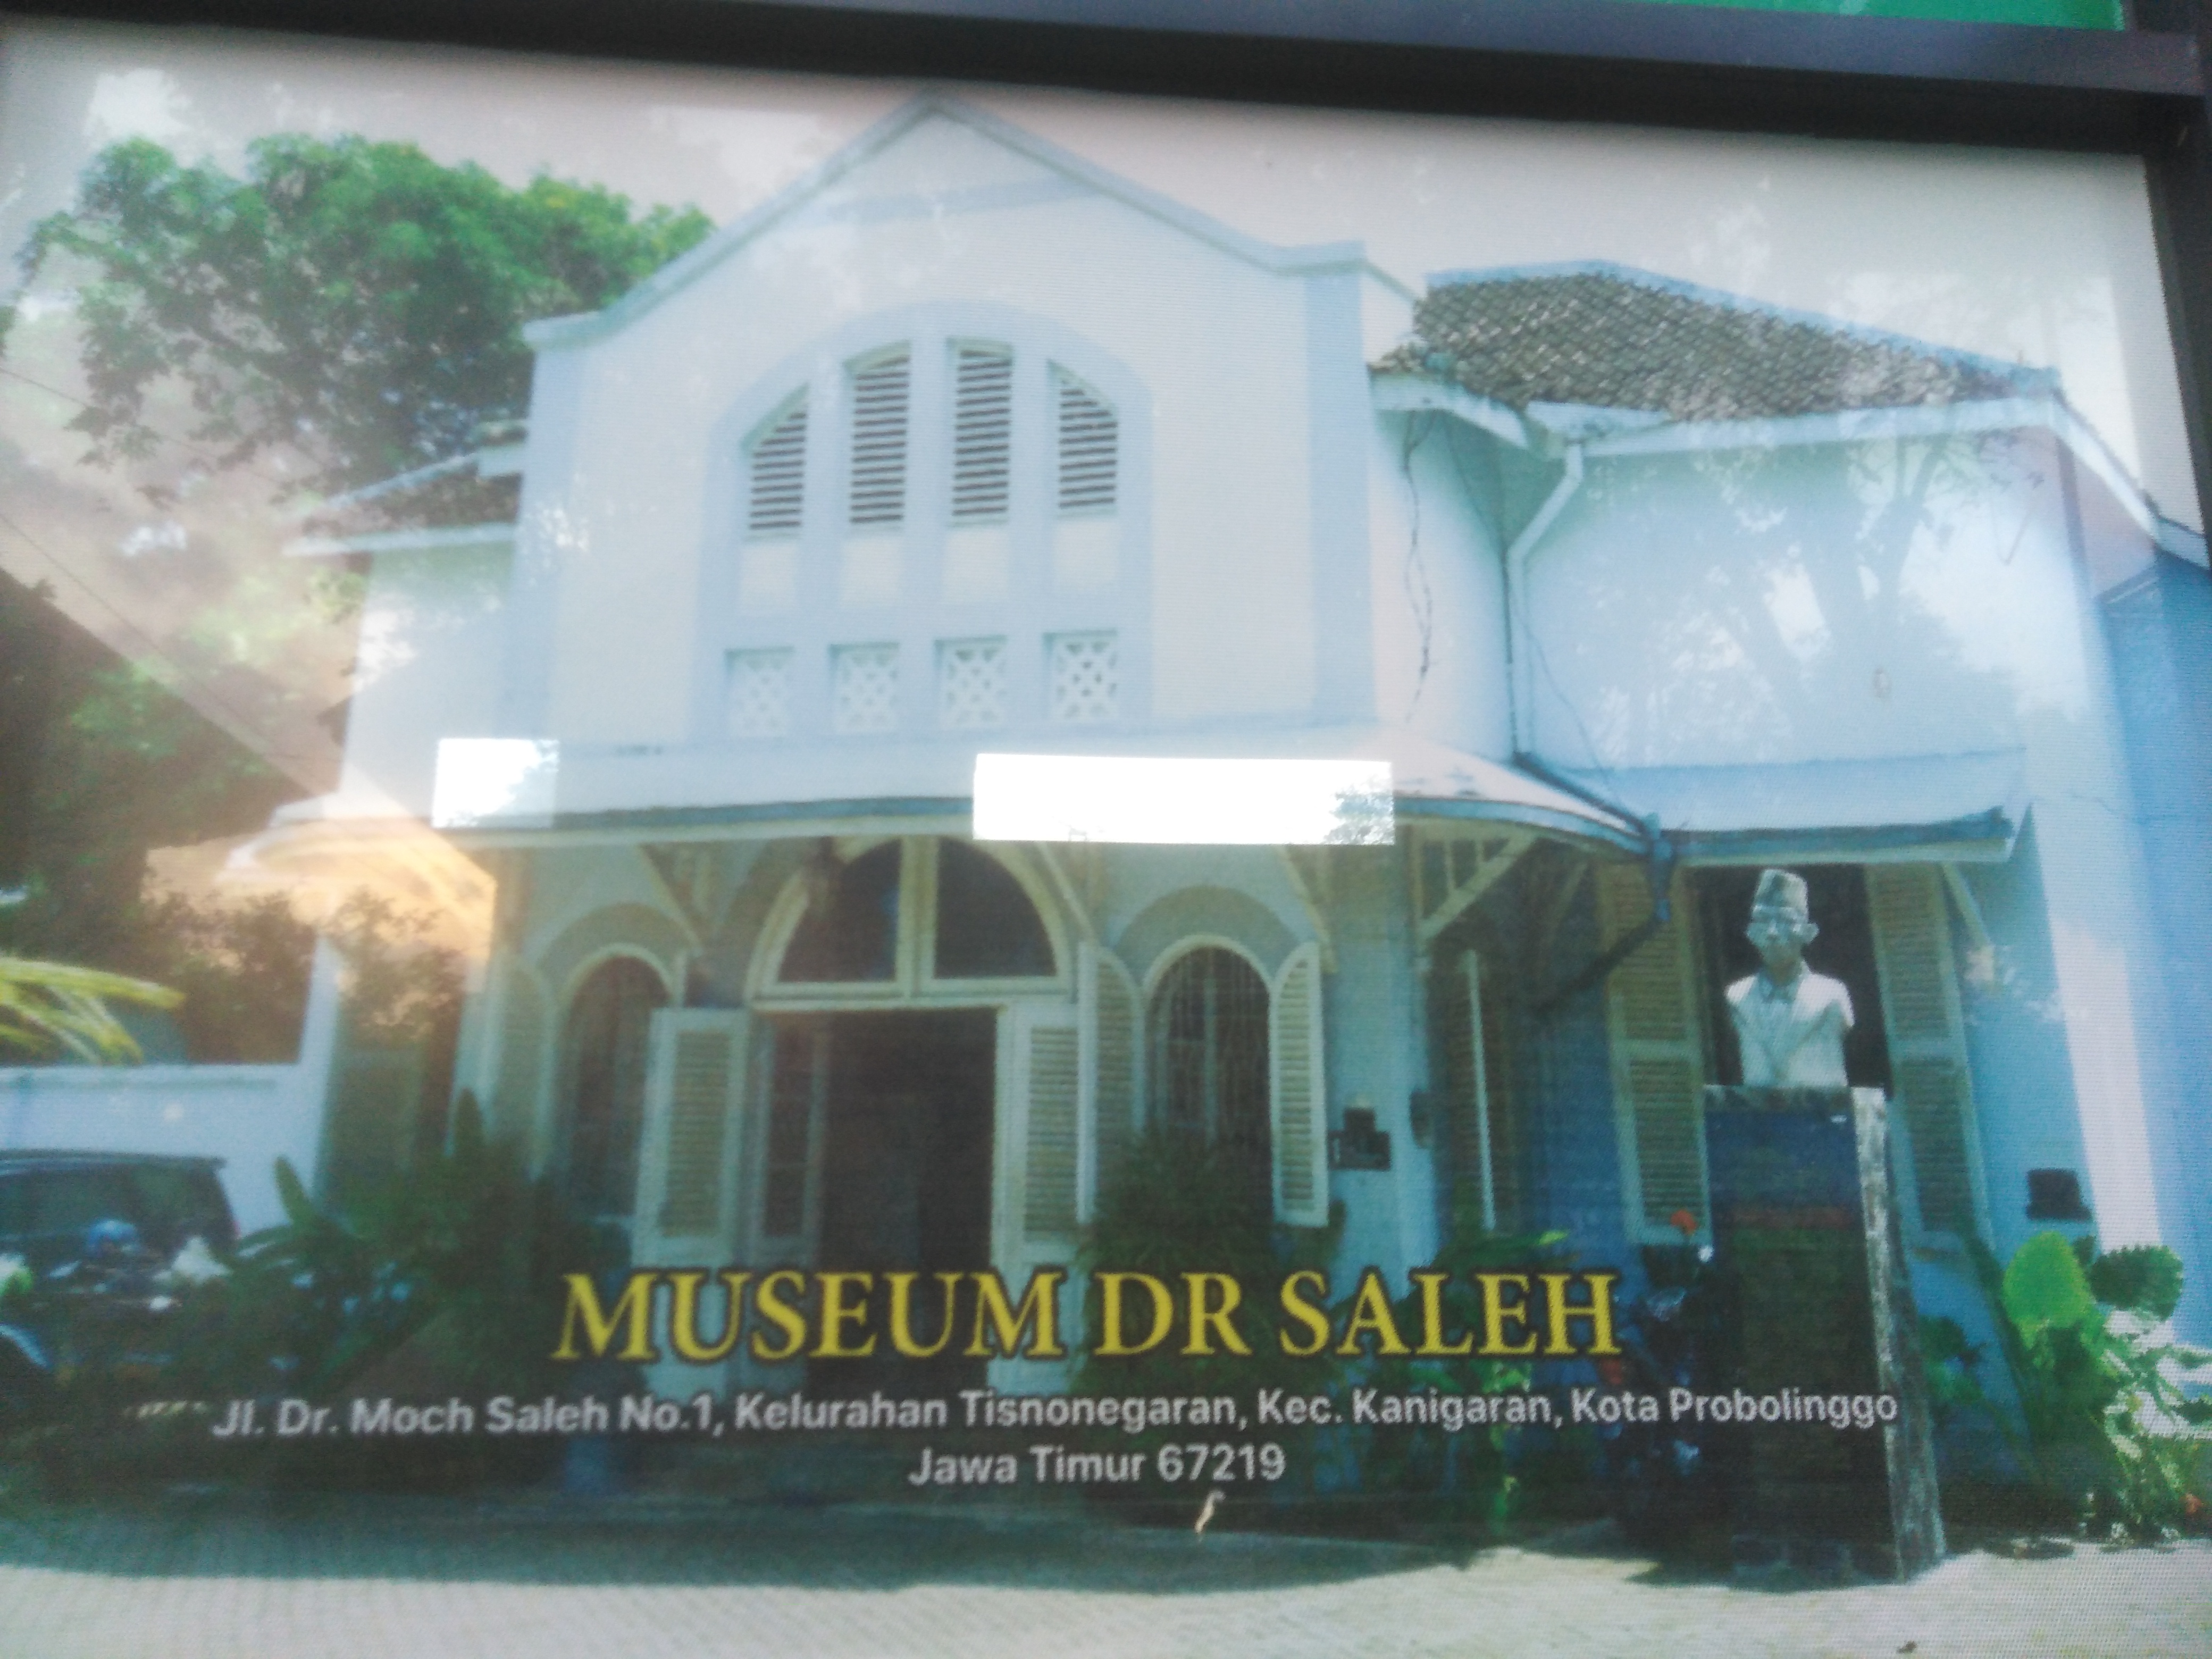 MUSEUM DR SALEH
Jl. Dr. Moch Saleh No.1, Kelurahan Tisnonegaran, Kec. Kanigaran, Kota Probolinggo
Jawa Timur 67219